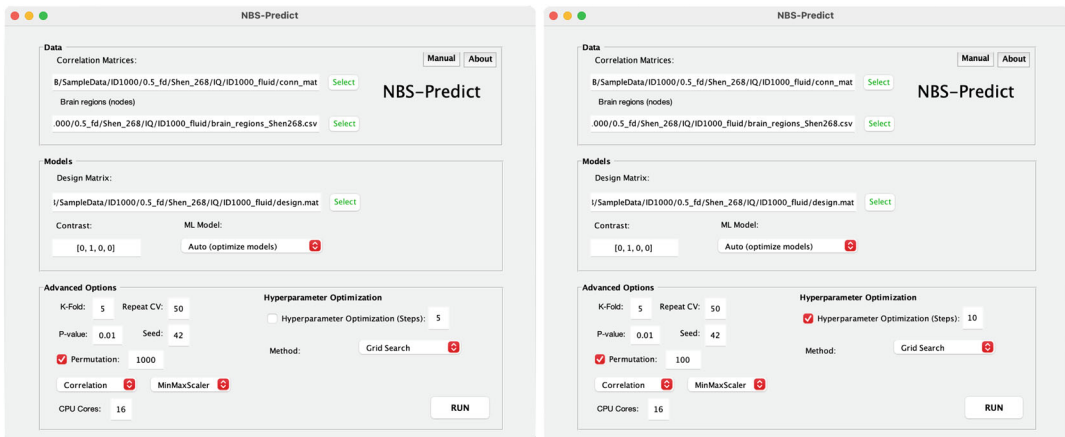 NBS-Predict
Data
Correlation Matrices:
Manual
About
B/SampleData/ID1000/0.5_fd/Shen_268/IQ/ID1000_fluid/conn_mat
Select
NBS-Predict
Brain regions (nodes)
.000/0.5_fd/Shen_268/IQ/ID1000_fluid/brain_regions_Shen268.csv
Select
Models
Design Matrix:
3/SampleData/ID1000/0.5_fd/Shen_268/IQ/ID1000_fluid/design.mat
Select
Contrast:
ML Model:
[0, 1, 0, 0]
Auto (optimize models)
Advanced Options
K-Fold:
5
Repeat CV:
50
Hyperparameter Optimization
Hyperparameter Optimization (Steps):
5
P-value:
0.01
Seed:
42
Method:
Grid Search
Permutation:
1000
Correlation
MinMaxScaler
CPU Cores:
16
RUN
NBS-Predict
Data
Correlation Matrices:
Manual
About
B/SampleData/ID1000/0.5_fd/Shen_268/IQ/ID1000_fluid/conn_mat
Select
NBS-Predict
Brain regions (nodes)
.000/0.5_fd/Shen_268/IQ/ID1000_fluid/brain_regions_Shen268.csv
Select
Models
Design Matrix:
3/SampleData/ID1000/0.5_fd/Shen_268/IQ/ID1000_fluid/design.mat
Select
Contrast:
ML Model:
[0, 1, 0, 0]
Auto (optimize models)
Advanced Options
K-Fold:
5
Repeat CV:
50
Hyperparameter Optimization
Hyperparameter Optimization (Steps):
10
P-value:
0.01
Seed:
42
Method:
Grid Search
Permutation:
100
Correlation
MinMaxScaler
CPU Cores:
16
RUN